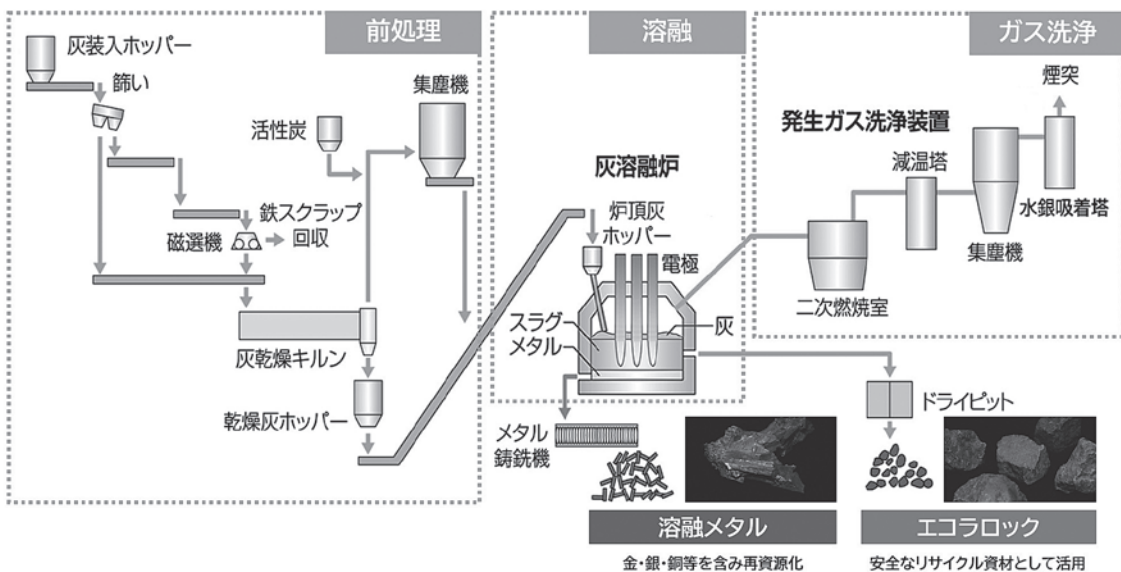 前処理
灰装入ホッパー
篩い
集塵機
活性炭
鉄スクラップ
回収
磁選機
灰乾燥キルン
乾燥灰ホッパー
溶融
灰溶融炉
炉頂灰
ホッパー
電極
スラグ
メタル
灰
メタル
鋳銑機
溶融メタル
金・銀・銅等を含み再資源化
ガス洗浄
煙突
発生ガス洗浄装置
減温塔
水銀吸着塔
集塵機
二次燃焼室
ドライピット
エコラロック
安全なリサイクル資材として活用